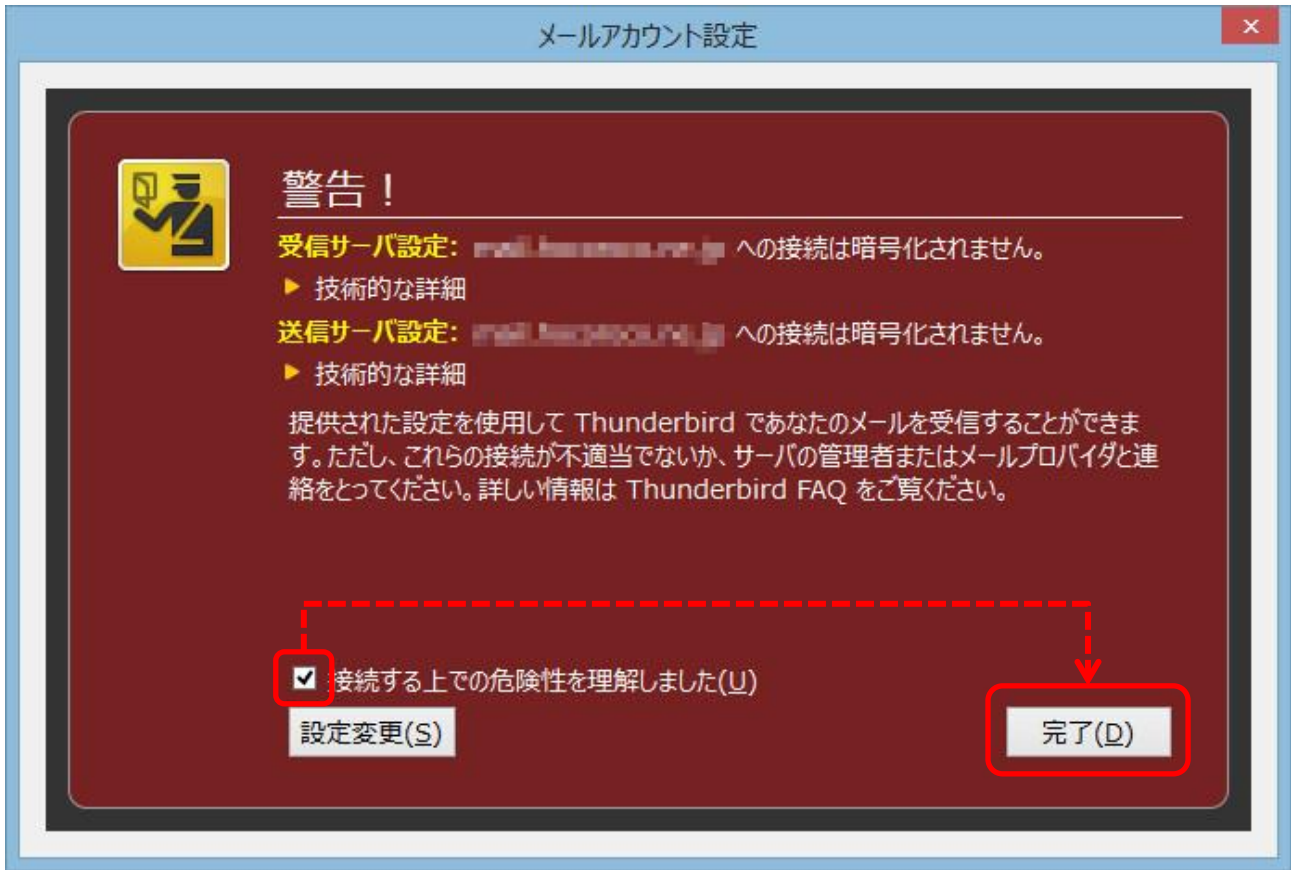 メールアカウント設定
警告！
受信サーバ設定: への接続は暗号化されません。
技術的な詳細
送信サーバ設定: への接続は暗号化されません。
技術的な詳細
提供された設定を使用して Thunderbird であなたのメールを受信することができま
す。ただし、これらの接続が不適当でないか、サーバの管理者またはメールプロバイダと連
絡をとってください。詳しい情報は Thunderbird FAQ をご覧ください。
接続する上での危険性を理解しました(U)
設定変更(S)
完了(D)